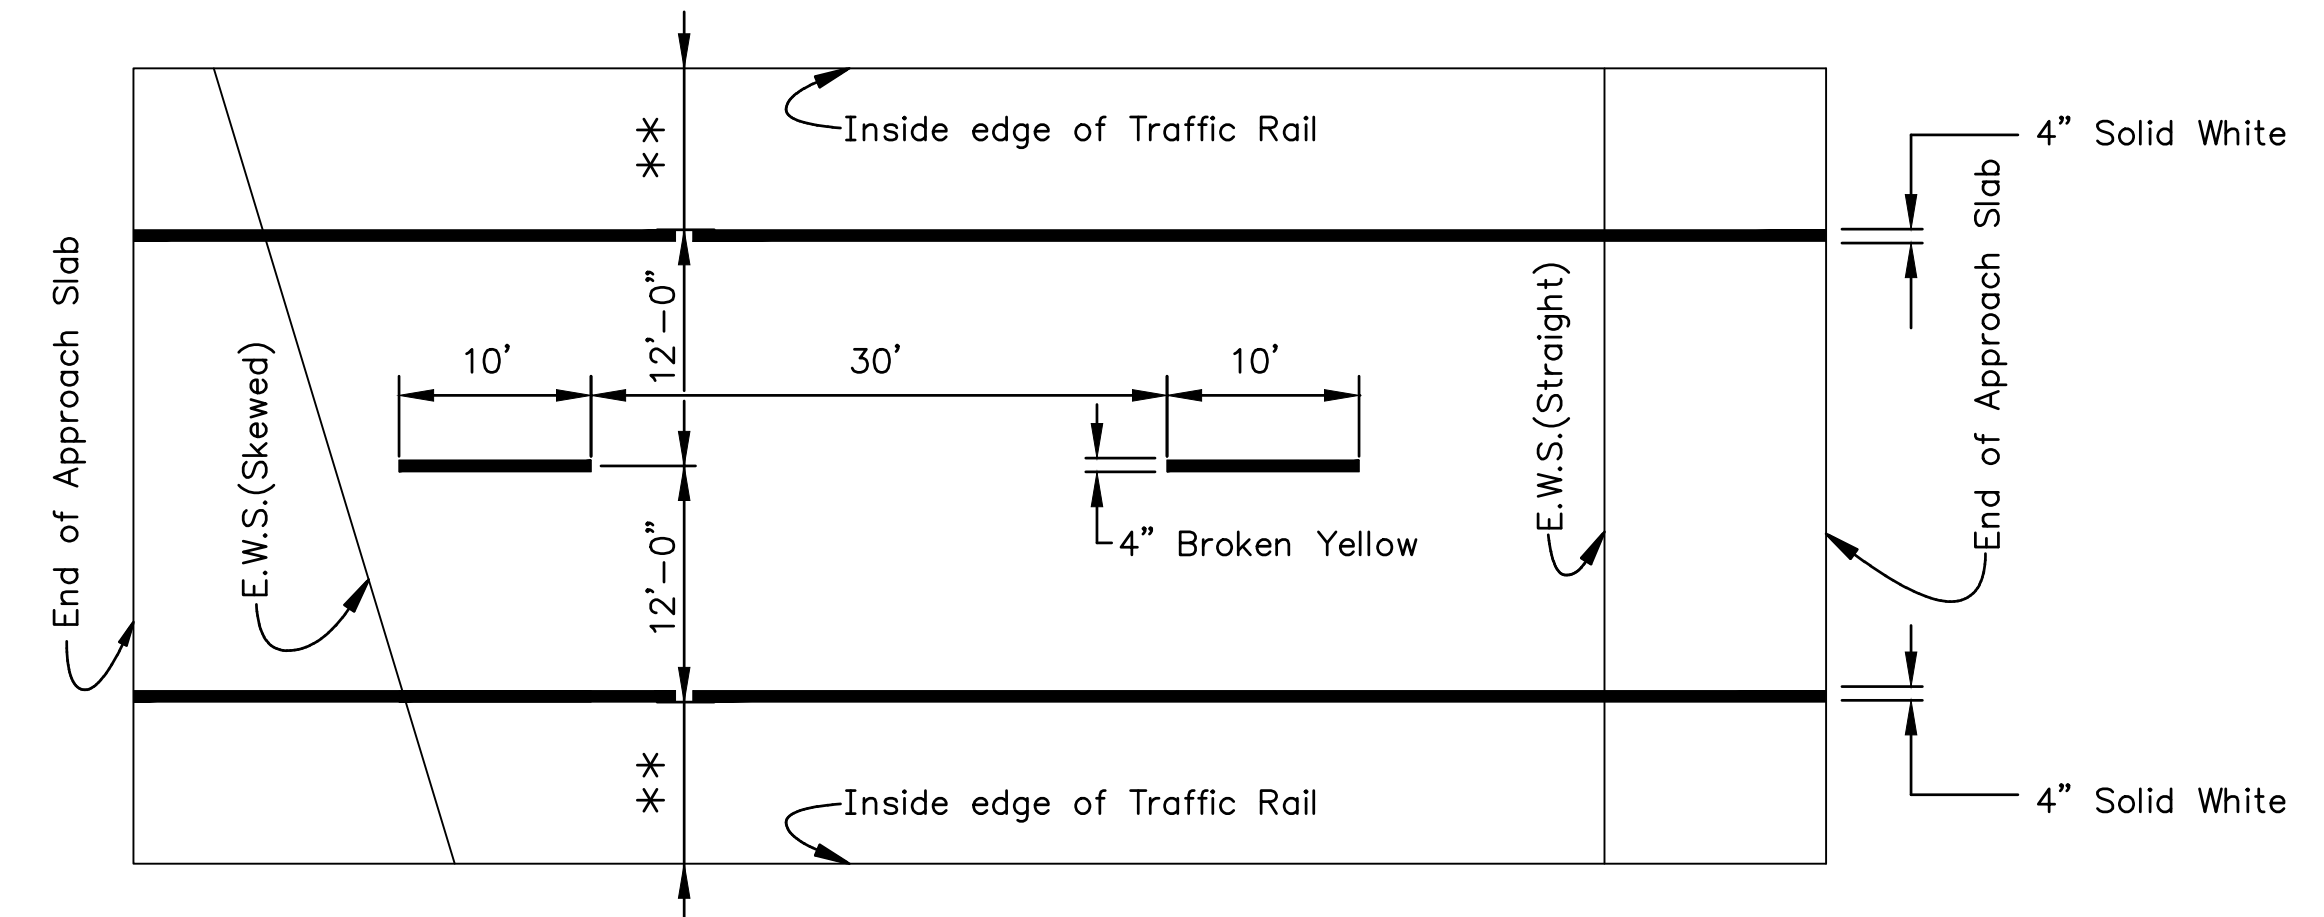 Inside edge of Traffic Rail
**
4" Solid White
End of Approach Slab
E.W.S.(Skewed)
12'-0"
10'
30'
10'
E.W.S.(Straight)
End of Approach Slab
4" Broken Yellow
12'-0"
**
Inside edge of Traffic Rail
4" Solid White